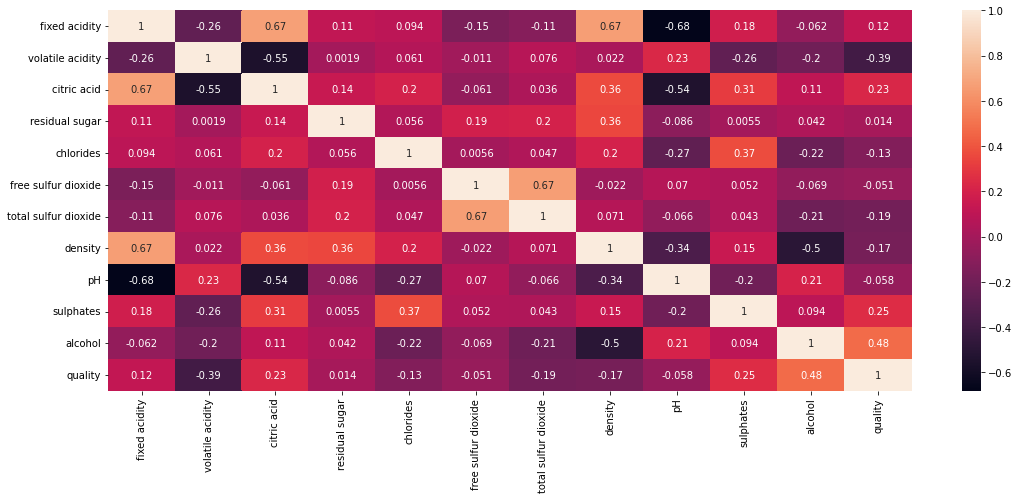 fixed acidity 1 -0.26 0.67 0.11 0.094 -0.15 -0.11 0.67 -0.68 0.18 -0.062 0.12
volatile acidity -0.26 1 -0.55 0.0019 0.061 -0.011 0.076 0.022 0.23 -0.26 -0.2 -0.39
citric acid 0.67 -0.55 1 0.14 0.2 -0.061 0.036 0.36 -0.54 0.31 0.11 0.23
residual sugar 0.11 0.0019 0.14 1 0.056 0.19 0.2 0.36 -0.086 0.0055 0.042 0.014
chlorides 0.094 0.061 0.2 0.056 1 0.0056 0.047 0.2 -0.27 0.37 -0.22 -0.13
free sulfur dioxide -0.15 -0.011 -0.061 0.19 0.0056 1 0.67 -0.022 0.07 0.052 -0.069 -0.051
total sulfur dioxide -0.11 0.076 0.036 0.2 0.047 0.67 1 0.071 -0.066 0.043 -0.21 -0.19
density 0.67 0.022 0.36 0.36 0.2 -0.022 0.071 1 -0.34 0.15 -0.5 -0.17
pH -0.68 0.23 -0.54 -0.086 -0.27 0.07 -0.066 -0.34 1 -0.2 0.21 -0.058
sulphates 0.18 -0.26 0.31 0.0055 0.37 0.052 0.043 0.15 -0.2 1 0.094 0.25
alcohol -0.062 -0.2 0.11 0.042 -0.22 -0.069 -0.21 -0.5 0.21 0.094 1 0.48
quality 0.12 -0.39 0.23 0.014 -0.13 -0.051 -0.19 -0.17 -0.058 0.25 0.48 1
fixed acidity
volatile acidity
citric acid
residual sugar
chlorides
free sulfur dioxide
total sulfur dioxide
density
pH
sulphates
alcohol
quality
1.0
0.8
0.6
0.4
0.2
0.0
-0.2
-0.4
-0.6